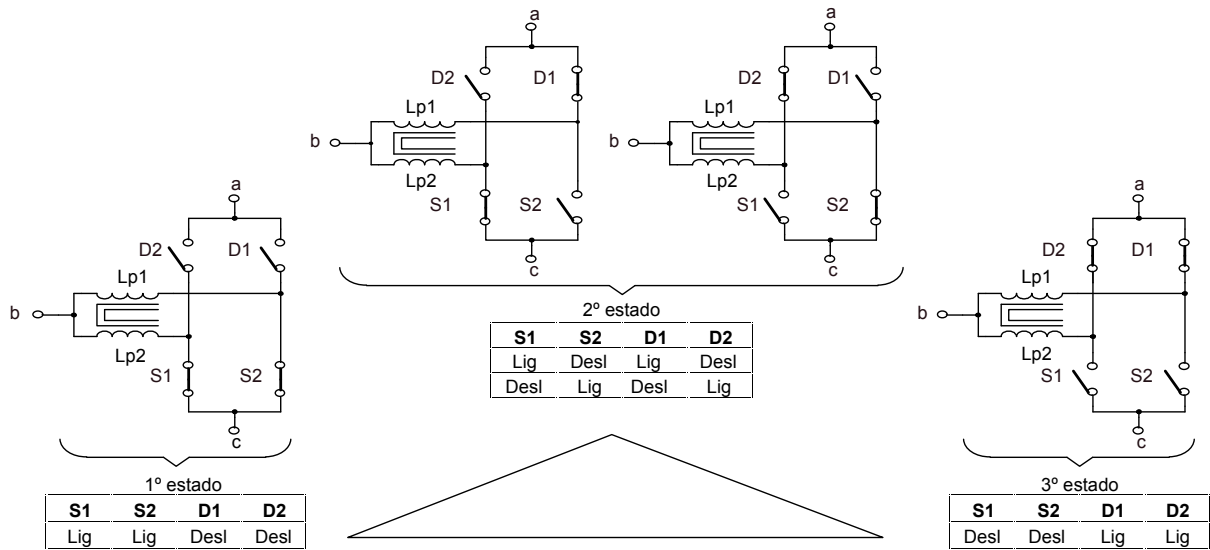 a
D2 D1
Lp1
b
Lp2
S1 S2
c
a
D2 D1
Lp1
b
Lp2
S1 S2
c
2º estado
S1 S2 D1 D2
Lig Desl Lig Desl
Desl Lig Desl Lig
a
D2 D1
Lp1
b
Lp2
S1 S2
c
1º estado
S1 S2 D1 D2
Lig Lig Desl Desl
a
D2 D1
Lp1
b
Lp2
S1 S2
c
3º estado
S1 S2 D1 D2
Desl Desl Lig Lig